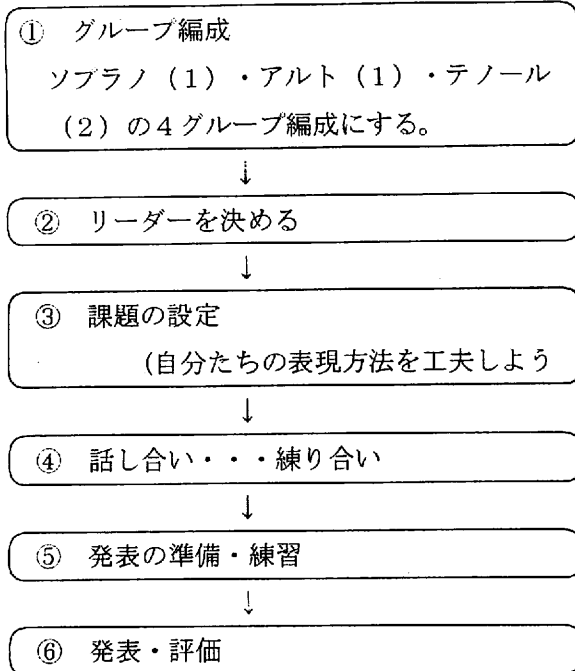 ① グループ編成
ソプラノ（1）・アルト（1）・テノール
（2）の4グループ編成にする。
↓
② リーダーを決める
↓
③ 課題の設定
(自分たちの表現方法を工夫しよう
↓
④ 話し合い・・・練り合い
↓
⑤ 発表の準備・練習
↓
⑥ 発表・評価